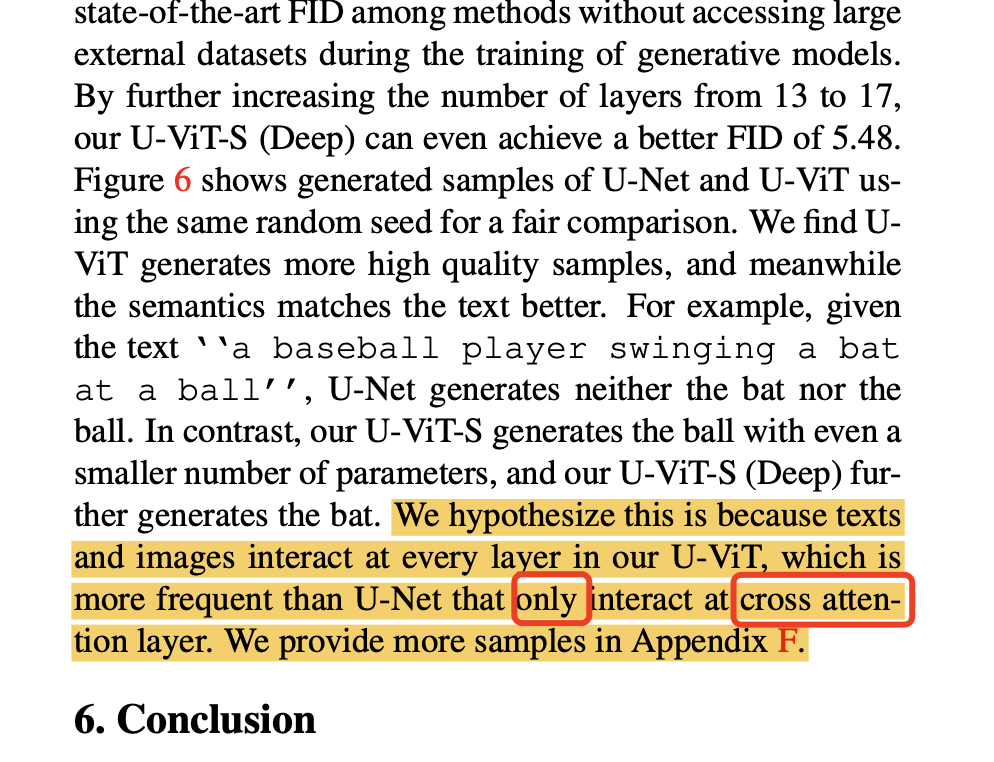 state-of-the-art FID among methods without accessing large
external datasets during the training of generative models.
By further increasing the number of layers from 13 to 17,
our U-ViT-S (Deep) can even achieve a better FID of 5.48.
Figure 6 shows generated samples of U-Net and U-ViT us-
ing the same random seed for a fair comparison. We find U-
ViT generates more high quality samples, and meanwhile
the semantics matches the text better. For example, given
the text ‘‘a baseball player swinging a bat
at a ball’’, U-Net generates neither the bat nor the
ball. In contrast, our U-ViT-S generates the ball with even a
smaller number of parameters, and our U-ViT-S (Deep) fur-
ther generates the bat. We hypothesize this is because texts
and images interact at every layer in our U-ViT, which is
more frequent than U-Net that only interact at cross atten-
tion layer. We provide more samples in Appendix F.
6. Conclusion